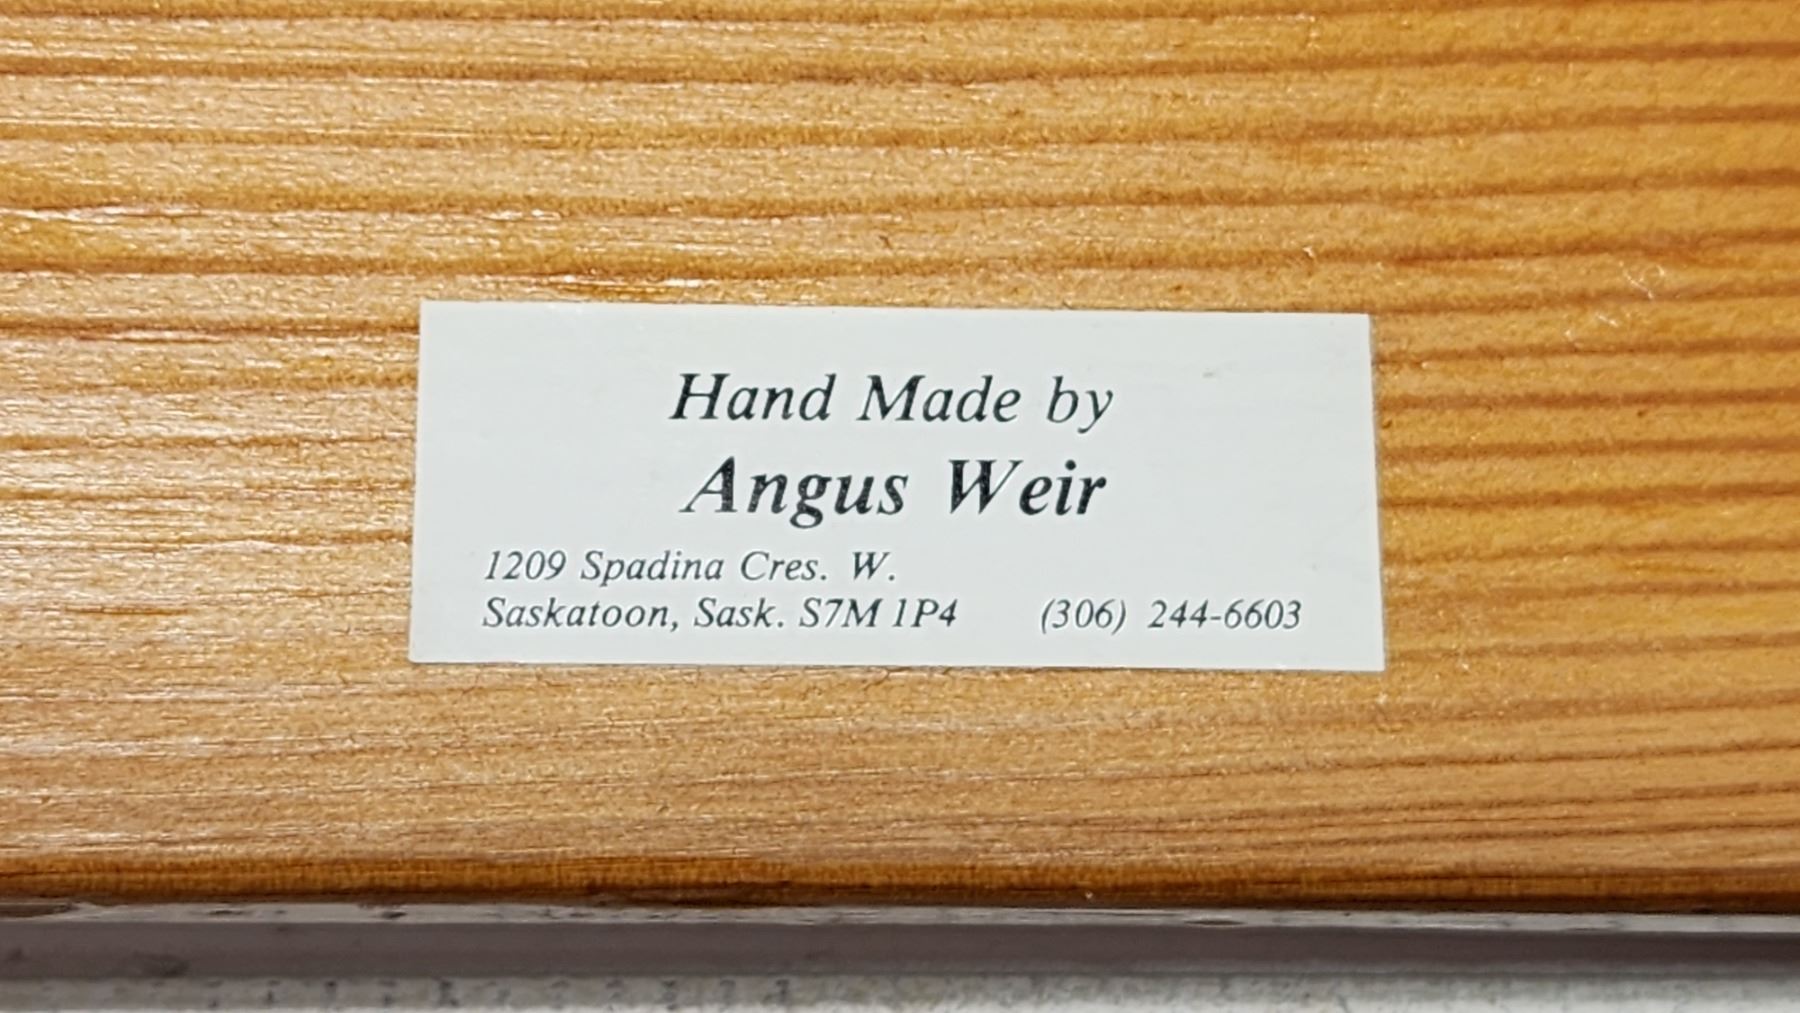 Hand Made by
Angus Weir
1209 Spadina Cres. W.
Saskatoon, Sask. S7M 1P4 (306) 244-6603